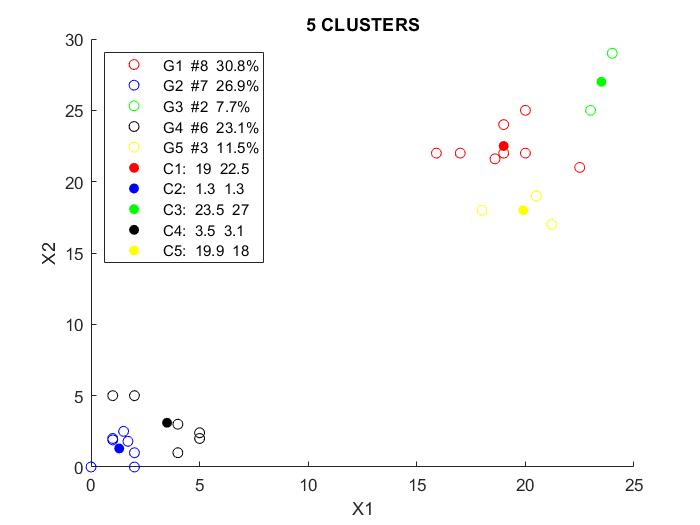 5 CLUSTERS
30
25
20
15
10
5
0
X2
G1 #8 30.8%
G2 #7 26.9%
G3 #2 7.7%
G4 #6 23.1%
G5 #3 11.5%
C1: 19 22.5
C2: 1.3 1.3
C3: 23.5 27
C4: 3.5 3.1
C5: 19.9 18
0 5 10 15 20 25
X1